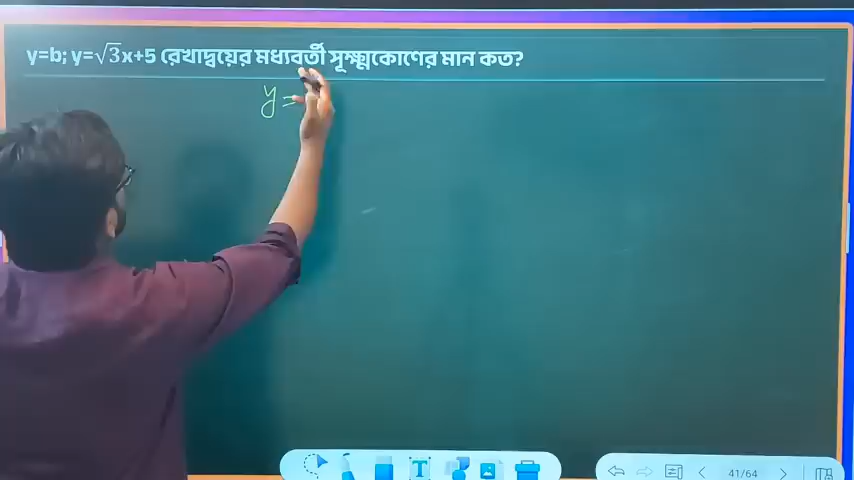 y=b; y=√3x+5 রেখাদ্বয়ের মধ্যবর্তী সূক্ষ্মকোণের মান কত?
y=
T
41/64